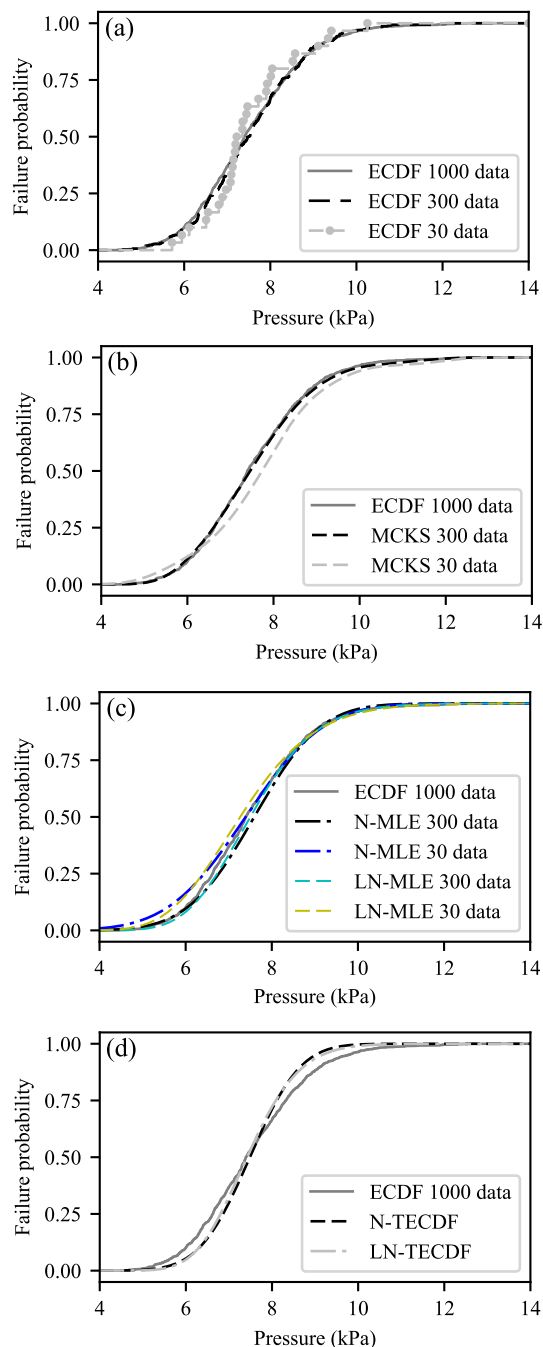 (a)
1.00
0.75
0.50
0.25
0.00
Failure probability
ECDF 1000 data
ECDF 300 data
ECDF 30 data
4 6 8 10 12 14
Pressure (kPa)
(b)
1.00
0.75
0.50
0.25
0.00
Failure probability
ECDF 1000 data
MCKS 300 data
MCKS 30 data
4 6 8 10 12 14
Pressure (kPa)
(c)
1.00
0.75
0.50
0.25
0.00
Failure probability
ECDF 1000 data
N-MLE 300 data
N-MLE 30 data
LN-MLE 300 data
LN-MLE 30 data
4 6 8 10 12 14
Pressure (kPa)
(d)
1.00
0.75
0.50
0.25
0.00
Failure probability
ECDF 1000 data
N-TECDF
LN-TECDF
4 6 8 10 12 14
Pressure (kPa)